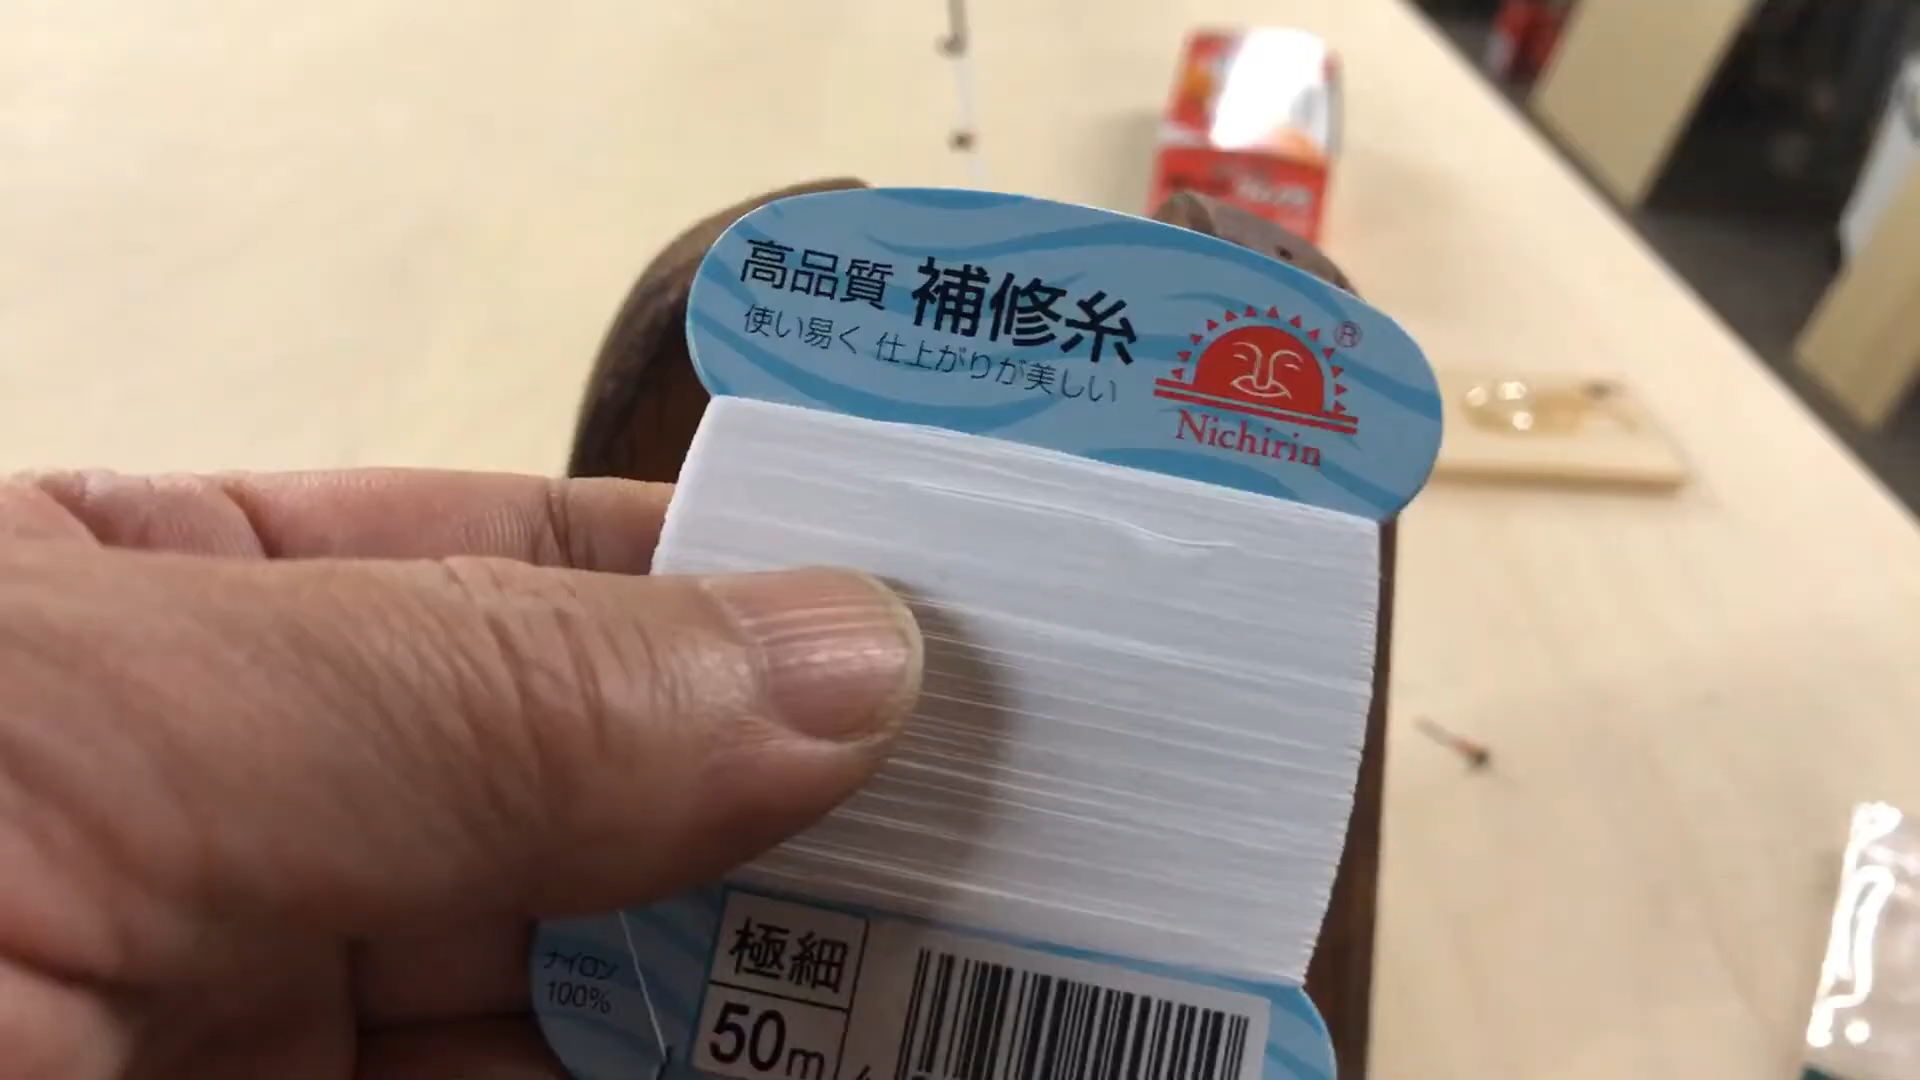 高品質 補修糸
使い易く 仕上がりが美しい
®
Nichirin
ナイロン
100%
極細
50m